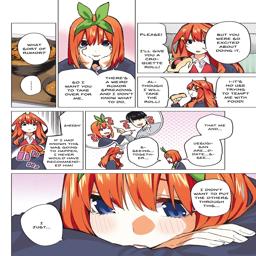 WHAT
SORT OF
RUMOR?
...
SO I
WANT YOU
TO TAKE
OVER FOR
ME.
THERE'S
A WEIRD
RUMOR
SPREADING
AND I DON'T
KNOW WHAT
TO DO.
PLEASE!
I'LL GIVE
YOU A
CRO-
QUETTE
ROLL!
BUT YOU
WERE SO
EXCITED
ABOUT
DOING IT.
AL-
THOUGH
I WILL
TAKE THE
ROLL!
I-IT'S
NO USE
TRYING
TO TEMPT
ME WITH
FOOD!
SHEESH!
IF I HAD
KNOWN THIS
WAS GOING
TO HAPPEN,
I NEVER
WOULD HAVE
RECOMMEND-
ED HIM!
THAT ME
AND...
UESUGI-
SAN
ARE...
D-
DATE...
SEE...
S-
SEEING...
TOGETH-
ER...
I DIDN'T
WANT TO PUT
THE OTHERS
THROUGH
THIS...
I
JUST...